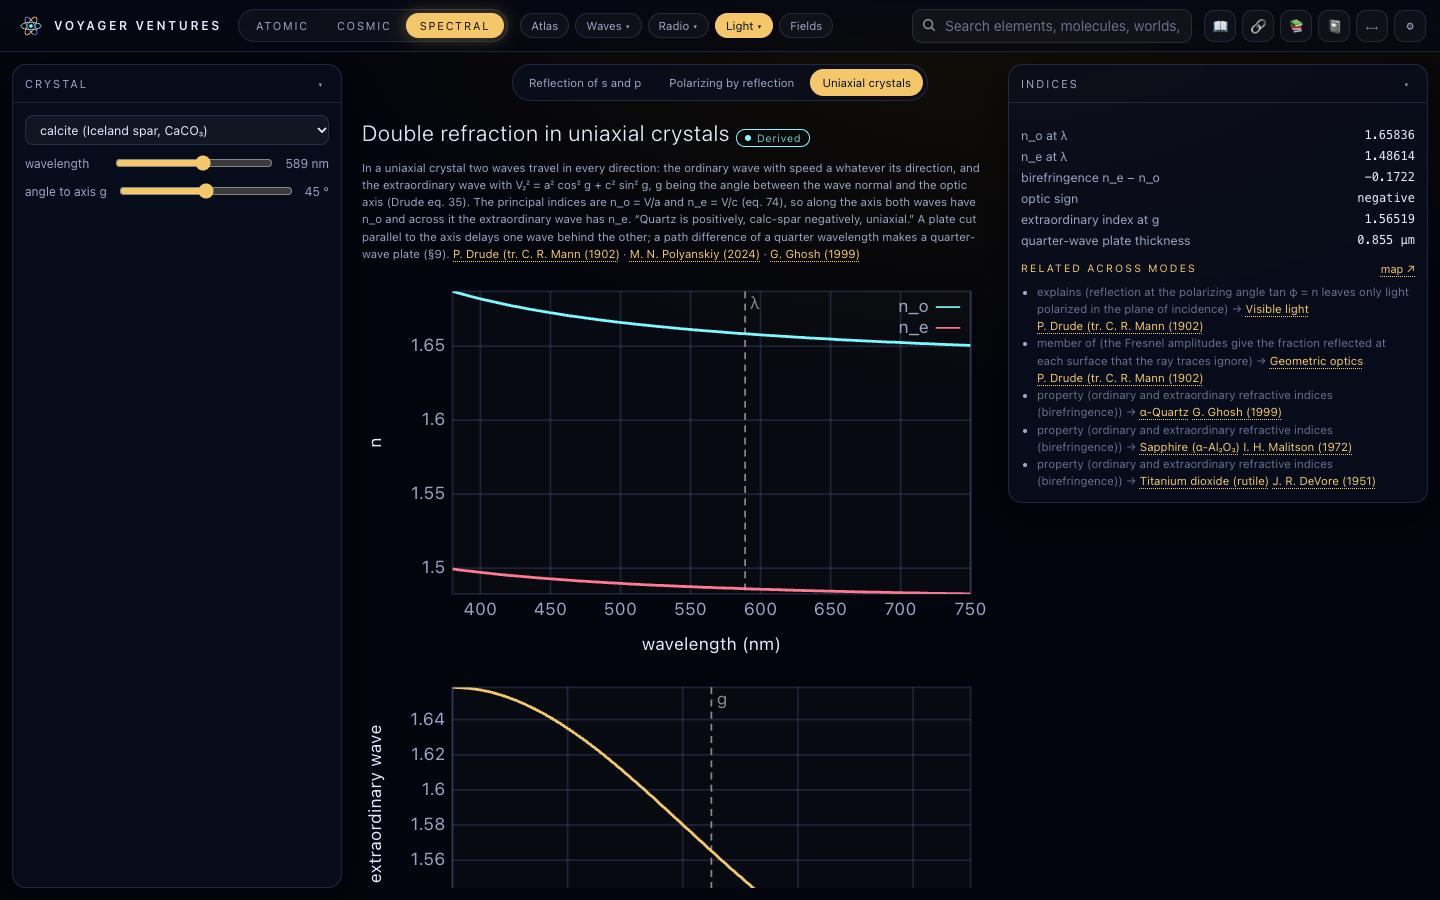 VOYAGER VENTURES
ATOMIC COSMIC SPECTRAL
Atlas Waves ▾ Radio ▾ Light ▾ Fields
Search elements, molecules, worlds,
CRYSTAL
calcite (Iceland spar, CaCO₃)
wavelength 589 nm
angle to axis g 45 °
Reflection of s and p Polarizing by reflection Uniaxial crystals
Double refraction in uniaxial crystals Derived
In a uniaxial crystal two waves travel in every direction: the ordinary wave with speed a whatever its direction, and
the extraordinary wave with V₂² = a² cos² g + c² sin² g, g being the angle between the wave normal and the optic
axis (Drude eq. 35). The principal indices are n_o = V/a and n_e = V/c (eq. 74), so along the axis both waves have
n_o and across it the extraordinary wave has n_e. “Quartz is positively, calc-spar negatively, uniaxial.” A plate cut
parallel to the axis delays one wave behind the other; a path difference of a quarter wavelength makes a quarter-
wave plate (§9). P. Drude (tr. C. R. Mann (1902) · M. N. Polyanskiy (2024) · G. Ghosh (1999)
λ
n_o
n_e
1.65
1.6
1.55
1.5
n
400 450 500 550 600 650 700 750
wavelength (nm)
g
1.64
1.62
1.6
1.58
1.56
extraordinary wave
INDICES
n_o at λ 1.65836
n_e at λ 1.48614
birefringence n_e − n_o −0.1722
optic sign negative
extraordinary index at g 1.56519
quarter-wave plate thickness 0.855 µm
RELATED ACROSS MODES map ↗
• explains (reflection at the polarizing angle tan ϕ = n leaves only light
polarized in the plane of incidence) → Visible light
P. Drude (tr. C. R. Mann (1902)
• member of (the Fresnel amplitudes give the fraction reflected at
each surface that the ray traces ignore) → Geometric optics
P. Drude (tr. C. R. Mann (1902)
• property (ordinary and extraordinary refractive indices
(birefringence)) → α-Quartz G. Ghosh (1999)
• property (ordinary and extraordinary refractive indices
(birefringence)) → Sapphire (α-Al₂O₃) I. H. Malitson (1972)
• property (ordinary and extraordinary refractive indices
(birefringence)) → Titanium dioxide (rutile) J. R. DeVore (1951)